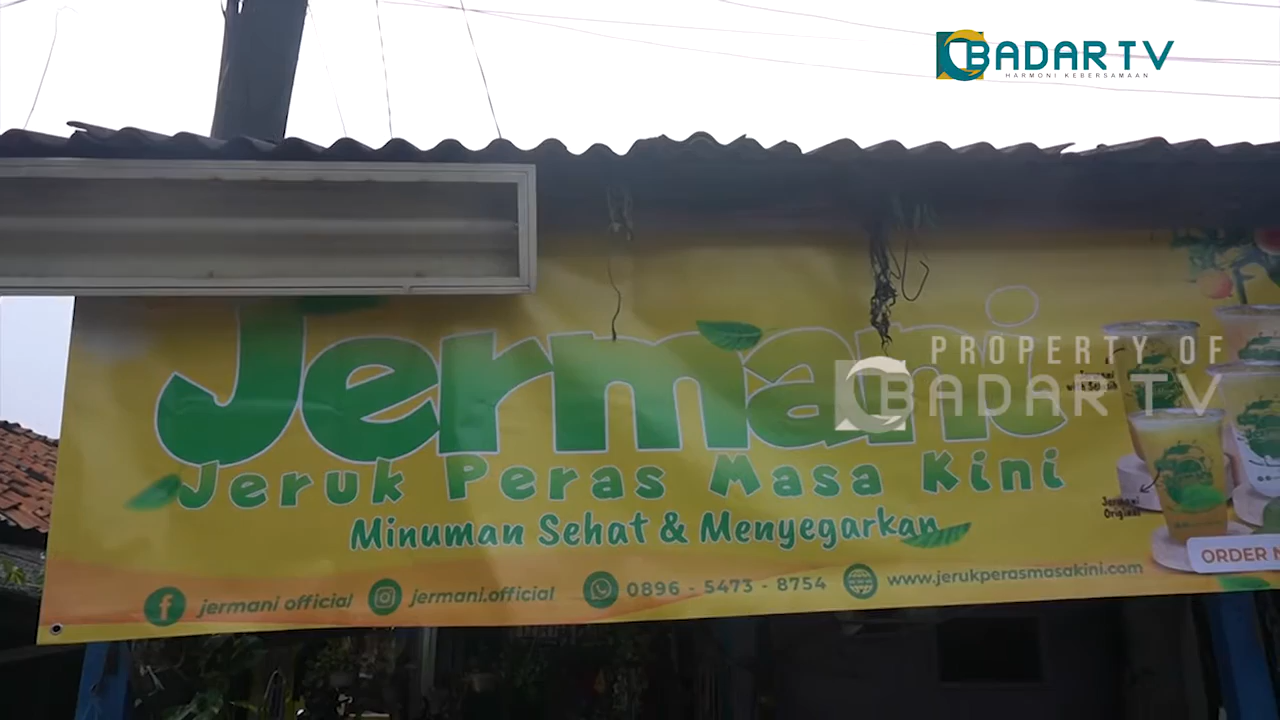 BADAR TV
HARMONI KEBERSAMAAN
Jermani
PROPERTY OF
BADAR TV
Jeruk Peras Masa Kini
Minuman Sehat & Menyegarkan
Jermani
Original
ORDER
jermani official
jermani.official
0896 - 5473 - 8754
www.jerukperasmasakini.com